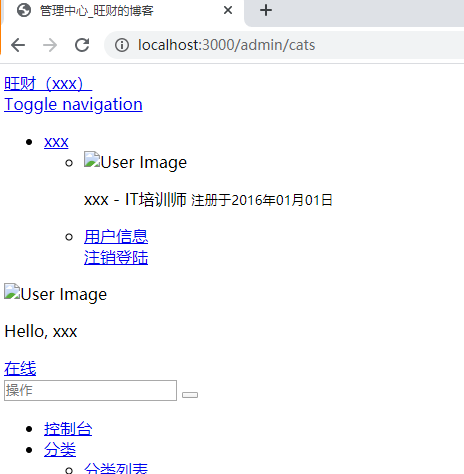 管理中心_旺财的博客
localhost:3000/admin/cats
旺财（xxx）
Toggle navigation
xxx
User Image
xxx - IT培训师 注册于2016年01月01日
用户信息
注销登陆
User Image
Hello, xxx
在线
操作
控制台
分类
分类列表